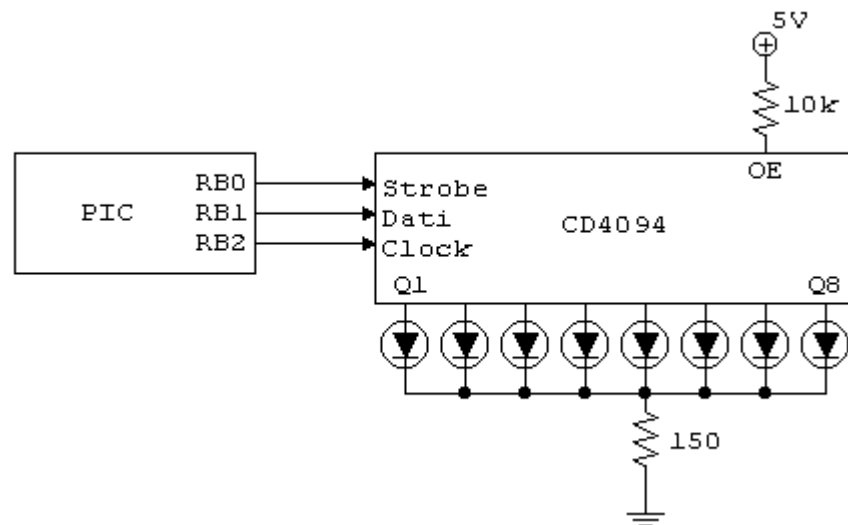 5V
10k
OE
PIC
RB0
RB1
RB2
Strobe
Dati
Clock
CD4094
Q1
Q8
150